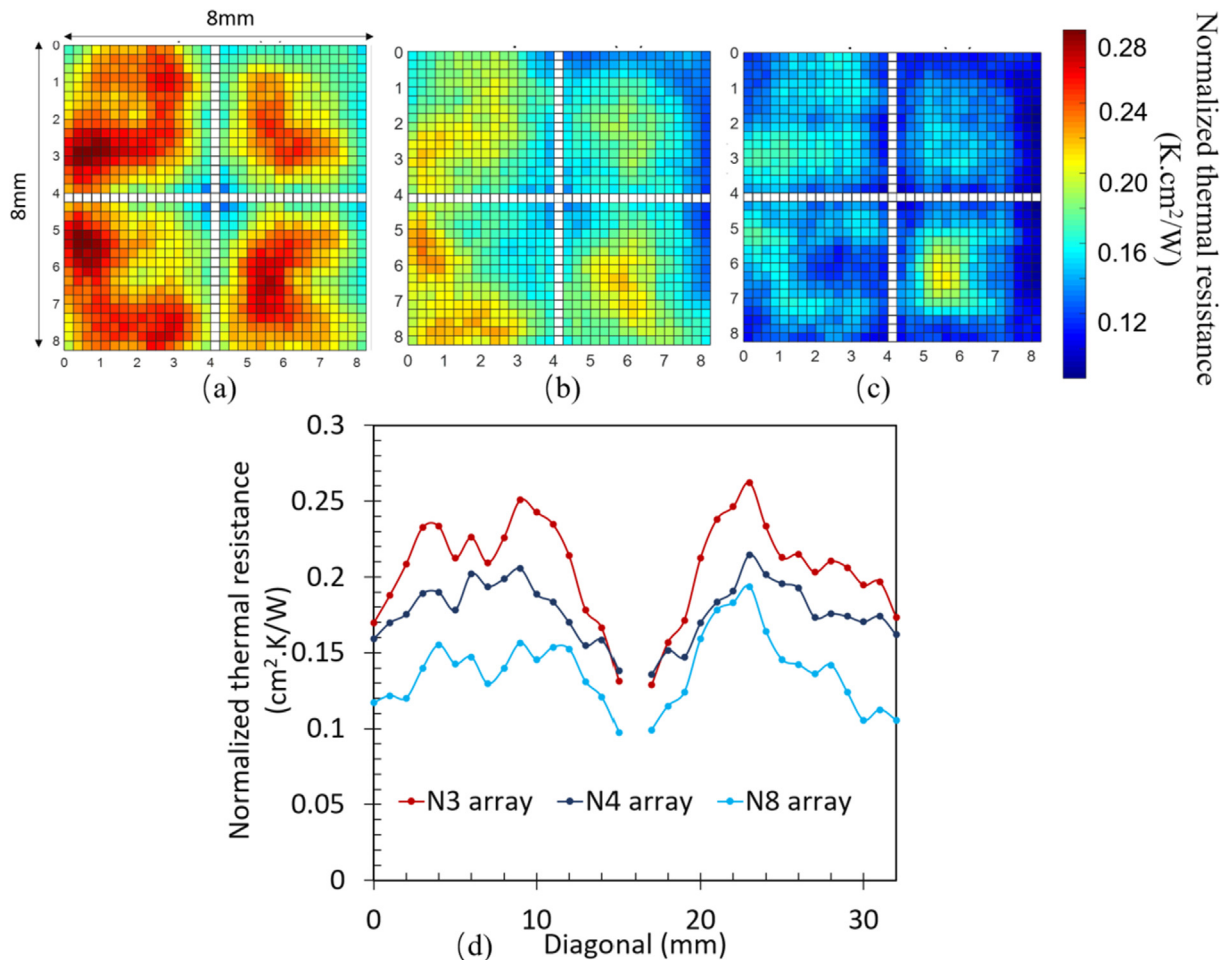 8mm
8mm
0
1
2
3
4
5
6
7
8
0 1 2 3 4 5 6 7 8
(a)
0
1
2
3
4
5
6
7
8
0 1 2 3 4 5 6 7 8
(b)
0
1
2
3
4
5
6
7
8
0 1 2 3 4 5 6 7 8
(c)
0.28
0.24
0.20
0.16
0.12
Normalized thermal resistance
(K.cm²/W)
Normalized thermal resistance
(cm².K/W)
0.3
0.25
0.2
0.15
0.1
0.05
0
N3 array N4 array N8 array
0 10 20 30
(d) Diagonal (mm)